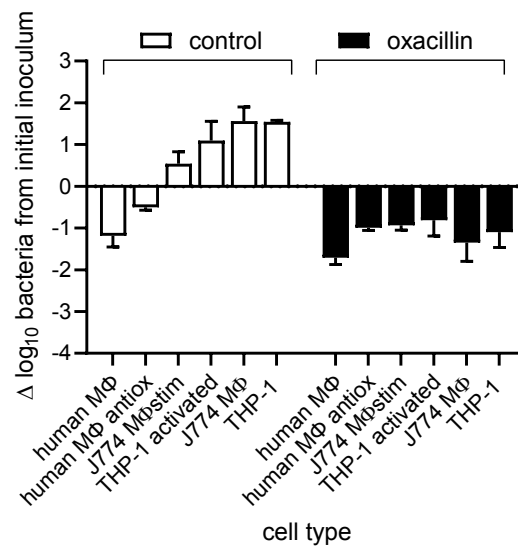 control
oxacillin
Δ log₁₀ bacteria from initial inoculum
3
2
1
0
-1
-2
-3
-4
human MΦ
human MΦ antiox
J774 MΦstim
THP-1 activated
J774 MΦ
THP-1
human MΦ
human MΦ antiox
J774 MΦstim
THP-1 activated
J774 MΦ
THP-1
cell type